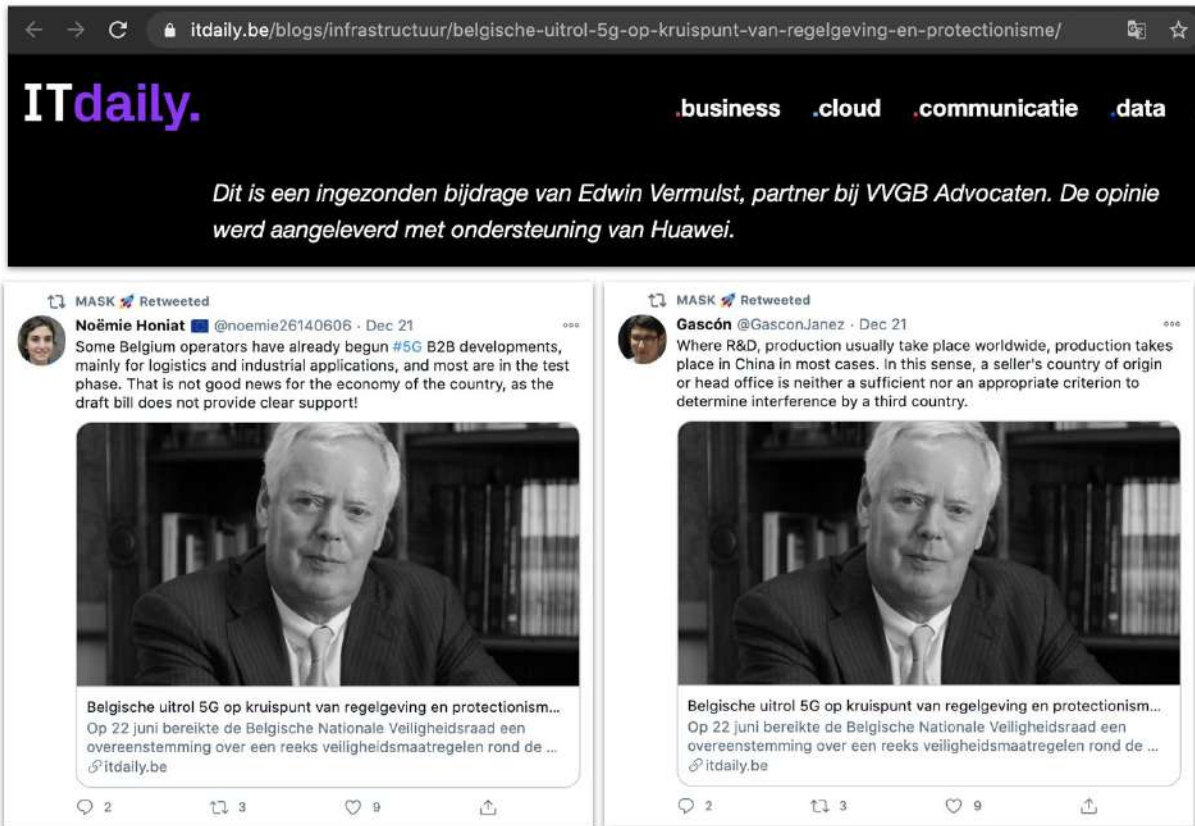 itdaily.be/blogs/infrastructuur/belgische-uitrol-5g-op-kruispunt-van-regelgeving-en-protectionisme/
ITdaily.
.business .cloud .communicatie .data
Dit is een ingezonden bijdrage van Edwin Vermulst, partner bij VVGB Advocaten. De opinie
werd aangeleverd met ondersteuning van Huawei.
MASK 🚀 Retweeted
Noëmie Honiat 🇪🇺 @noemie26140606 · Dec 21
Some Belgium operators have already begun #5G B2B developments,
mainly for logistics and industrial applications, and most are in the test
phase. That is not good news for the economy of the country, as the
draft bill does not provide clear support!
Belgische uitrol 5G op kruispunt van regelgeving en protectionism...
Op 22 juni bereikte de Belgische Nationale Veiligheidsraad een
overeenstemming over een reeks veiligheidsmaatregelen rond de ...
itdaily.be
2 3 9
MASK 🚀 Retweeted
Gascón @GasconJanez · Dec 21
Where R&D, production usually take place worldwide, production takes
place in China in most cases. In this sense, a seller's country of origin
or head office is neither a sufficient nor an appropriate criterion to
determine interference by a third country.
Belgische uitrol 5G op kruispunt van regelgeving en protectionism...
Op 22 juni bereikte de Belgische Nationale Veiligheidsraad een
overeenstemming over een reeks veiligheidsmaatregelen rond de ...
itdaily.be
2 3 9